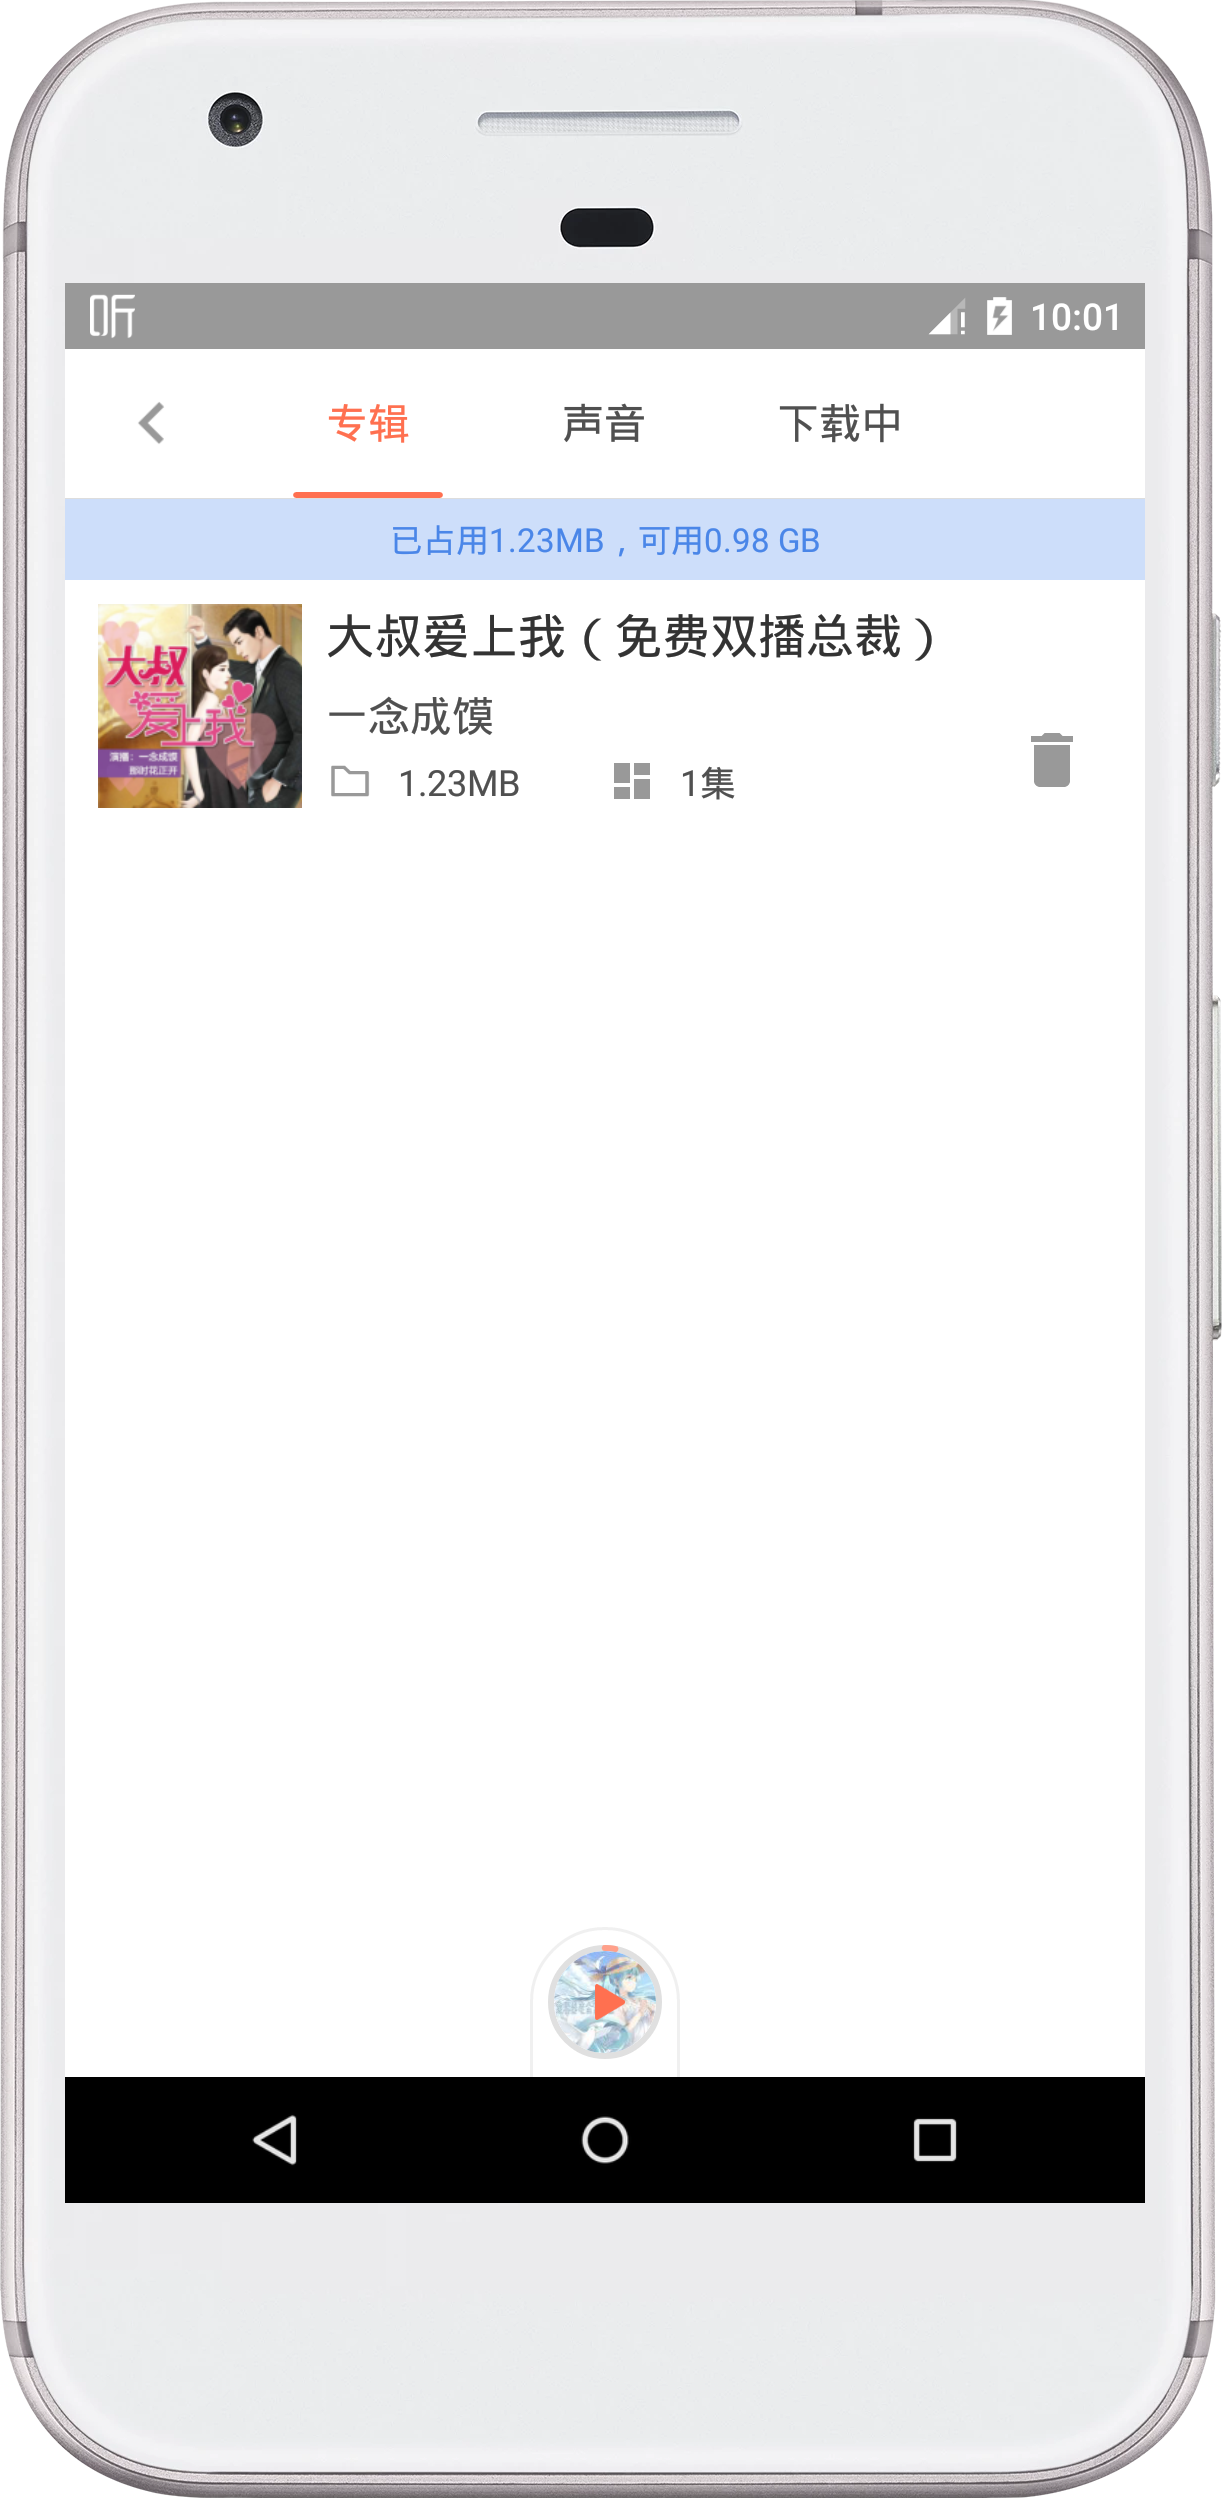 听
10:01
专辑 声音 下载中
已占用1.23MB，可用0.98 GB
大叔爱上我（免费双播总裁）
一念成馍
1.23MB 1集
大叔
爱上我
演播：一念成馍